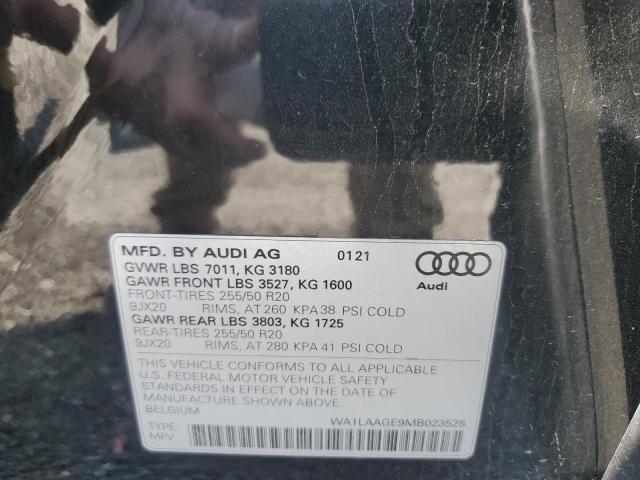 MFD. BY AUDI AG 0121
GVWR LBS 7011, KG 3180
GAWR FRONT LBS 3527, KG 1600
FRONT-TIRES 255/50 R20
9JX20 RIMS, AT 260 KPA 38 PSI COLD
GAWR REAR LBS 3803, KG 1725
REAR-TIRES 255/50 R20
9JX20 RIMS, AT 280 KPA 41 PSI COLD
Audi
THIS VEHICLE CONFORMS TO ALL APPLICABLE
U.S. FEDERAL MOTOR VEHICLE SAFETY
STANDARDS IN EFFECT ON THE DATE OF
MANUFACTURE SHOWN ABOVE.
BELGIUM
WA1LAAGE9MB023525
TYPE:
MPV